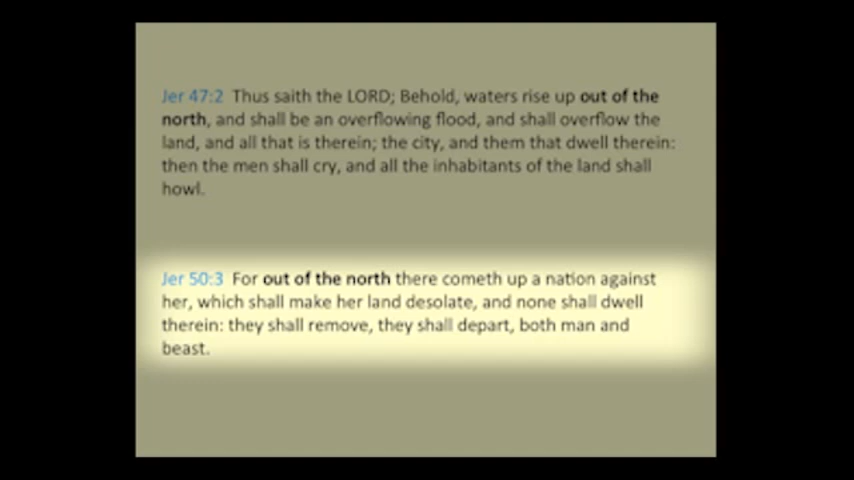 Jer 47:2 Thus saith the LORD; Behold, waters rise up out of the
north, and shall be an overflowing flood, and shall overflow the
land, and all that is therein; the city, and them that dwell therein:
then the men shall cry, and all the inhabitants of the land shall
howl.
Jer 50:3 For out of the north there cometh up a nation against
her, which shall make her land desolate, and none shall dwell
therein: they shall remove, they shall depart, both man and
beast.